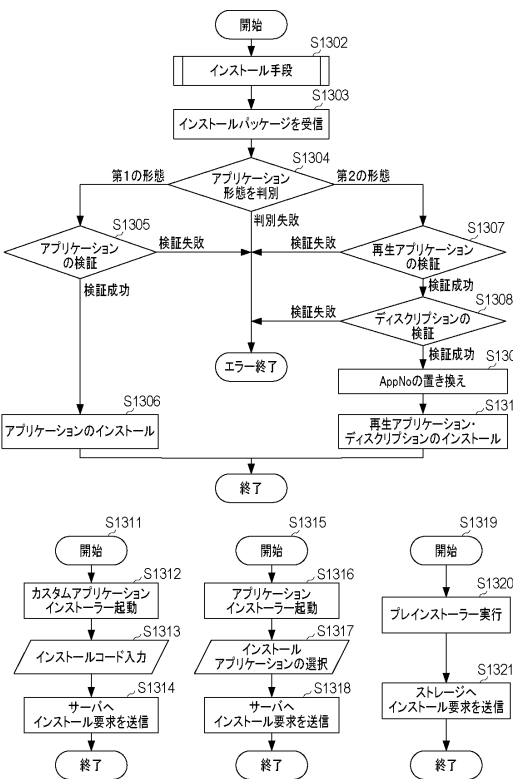 開始
S1302
インストール手段
S1303
インストールパッケージを受信
S1304
アプリケーション
形態を判別
第1の形態
第2の形態
判別失敗
S1305
アプリケーション
の検証
検証失敗
検証成功
S1307
再生アプリケーション
の検証
検証失敗
検証成功
S1308
ディスクリプションの
検証
検証失敗
検証成功
エラー終了
AppNoの置き換え
S1306
アプリケーションのインストール
再生アプリケーション・
ディスクリプションのインストール
終了
S1311
開始
S1312
カスタムアプリケーション
インストーラー起動
S1313
インストールコード入力
S1314
サーバへ
インストール要求を送信
終了
S1315
開始
S1316
アプリケーション
インストーラー起動
S1317
インストール
アプリケーションの選択
S1318
サーバへ
インストール要求を送信
終了
S1319
開始
S1320
プレインストーラー実行
S1321
ストレージへ
インストール要求を送信
終了